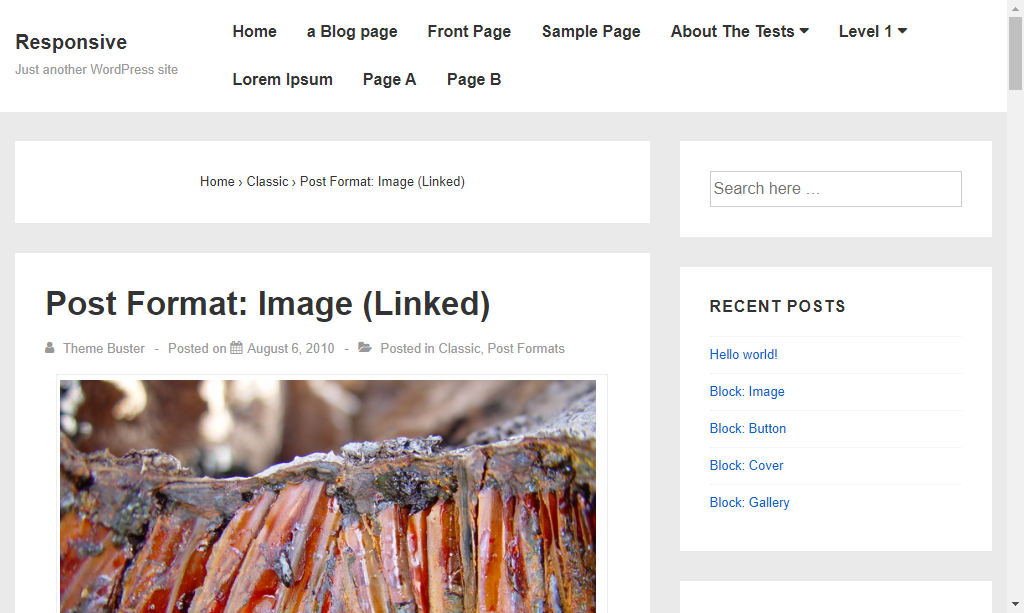 Responsive
Just another WordPress site
Home a Blog page Front Page Sample Page About The Tests Level 1
Lorem Ipsum Page A Page B
Home › Classic › Post Format: Image (Linked)
Post Format: Image (Linked)
Theme Buster - Posted on August 6, 2010 - Posted in Classic, Post Formats
Search here …
RECENT POSTS
Hello world!
Block: Image
Block: Button
Block: Cover
Block: Gallery